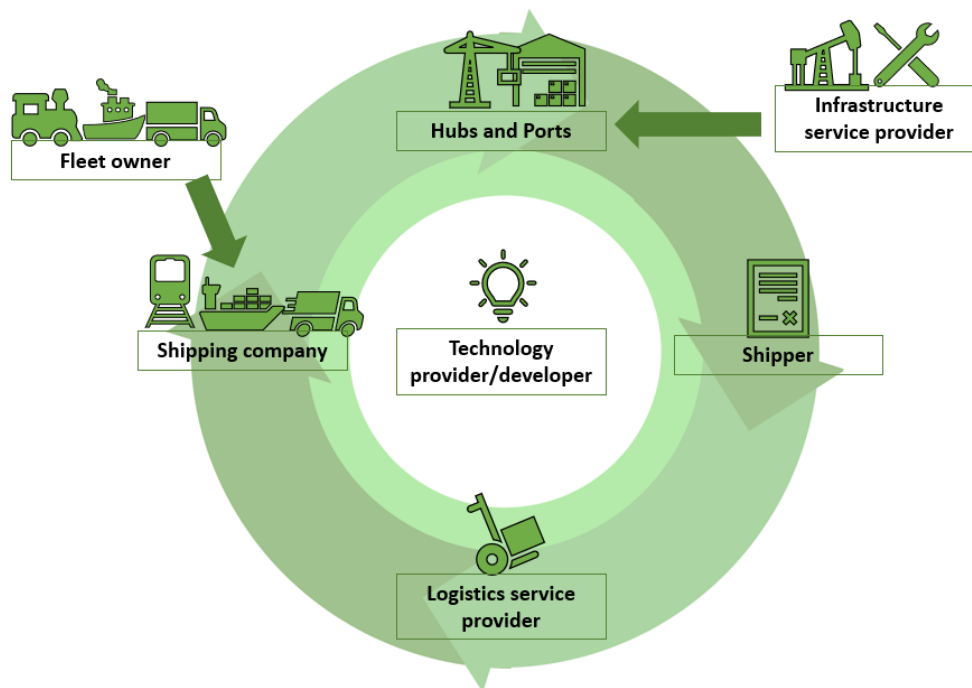 Infrastructure
service provider
Hubs and Ports
Fleet owner
Shipping company
Technology
provider/developer
Shipper
Logistics service
provider